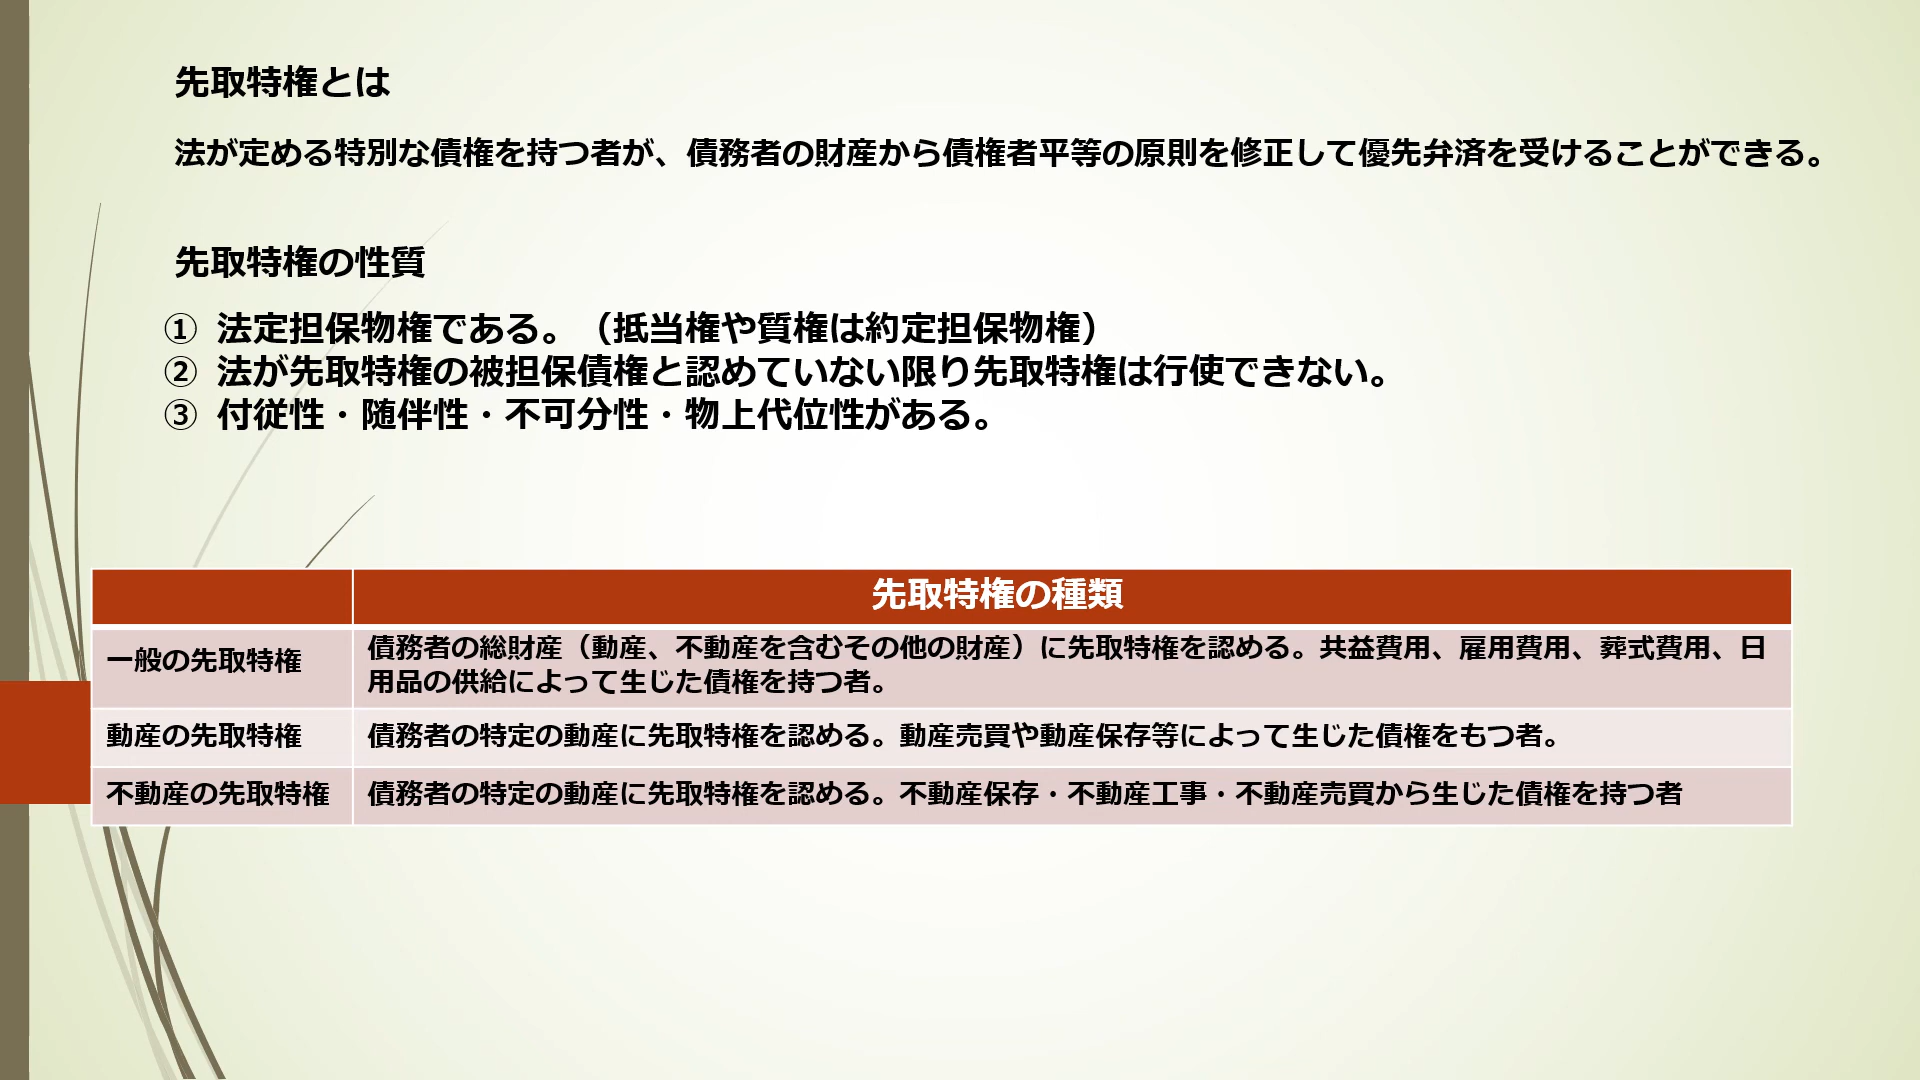 先取特権とは
法が定める特別な債権を持つ者が、債務者の財産から債権者平等の原則を修正して優先弁済を受けることができる。
先取特権の性質
① 法定担保物権である。（抵当権や質権は約定担保物権）
② 法が先取特権の被担保債権と認めていない限り先取特権は行使できない。
③ 付従性・随伴性・不可分性・物上代位性がある。
先取特権の種類
一般の先取特権
債務者の総財産（動産、不動産を含むその他の財産）に先取特権を認める。共益費用、雇用費用、葬式費用、日
用品の供給によって生じた債権を持つ者。
動産の先取特権
債務者の特定の動産に先取特権を認める。動産売買や動産保存等によって生じた債権をもつ者。
不動産の先取特権
債務者の特定の動産に先取特権を認める。不動産保存・不動産工事・不動産売買から生じた債権を持つ者